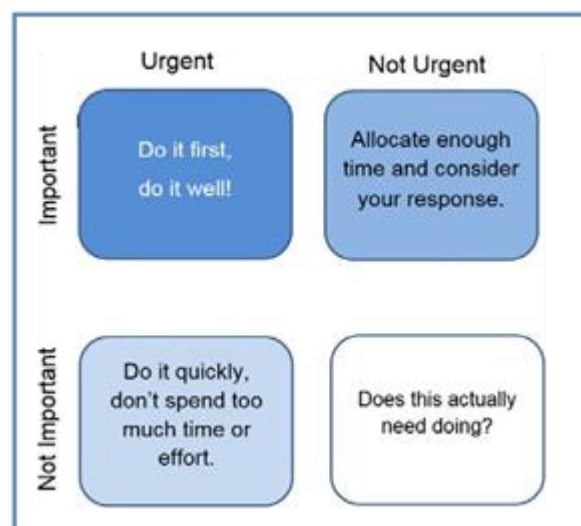 Urgent
Not Urgent
Important
Do it first,
do it well!
Allocate enough
time and consider
your response.
Not Important
Do it quickly,
don't spend too
much time or
effort.
Does this actually
need doing?